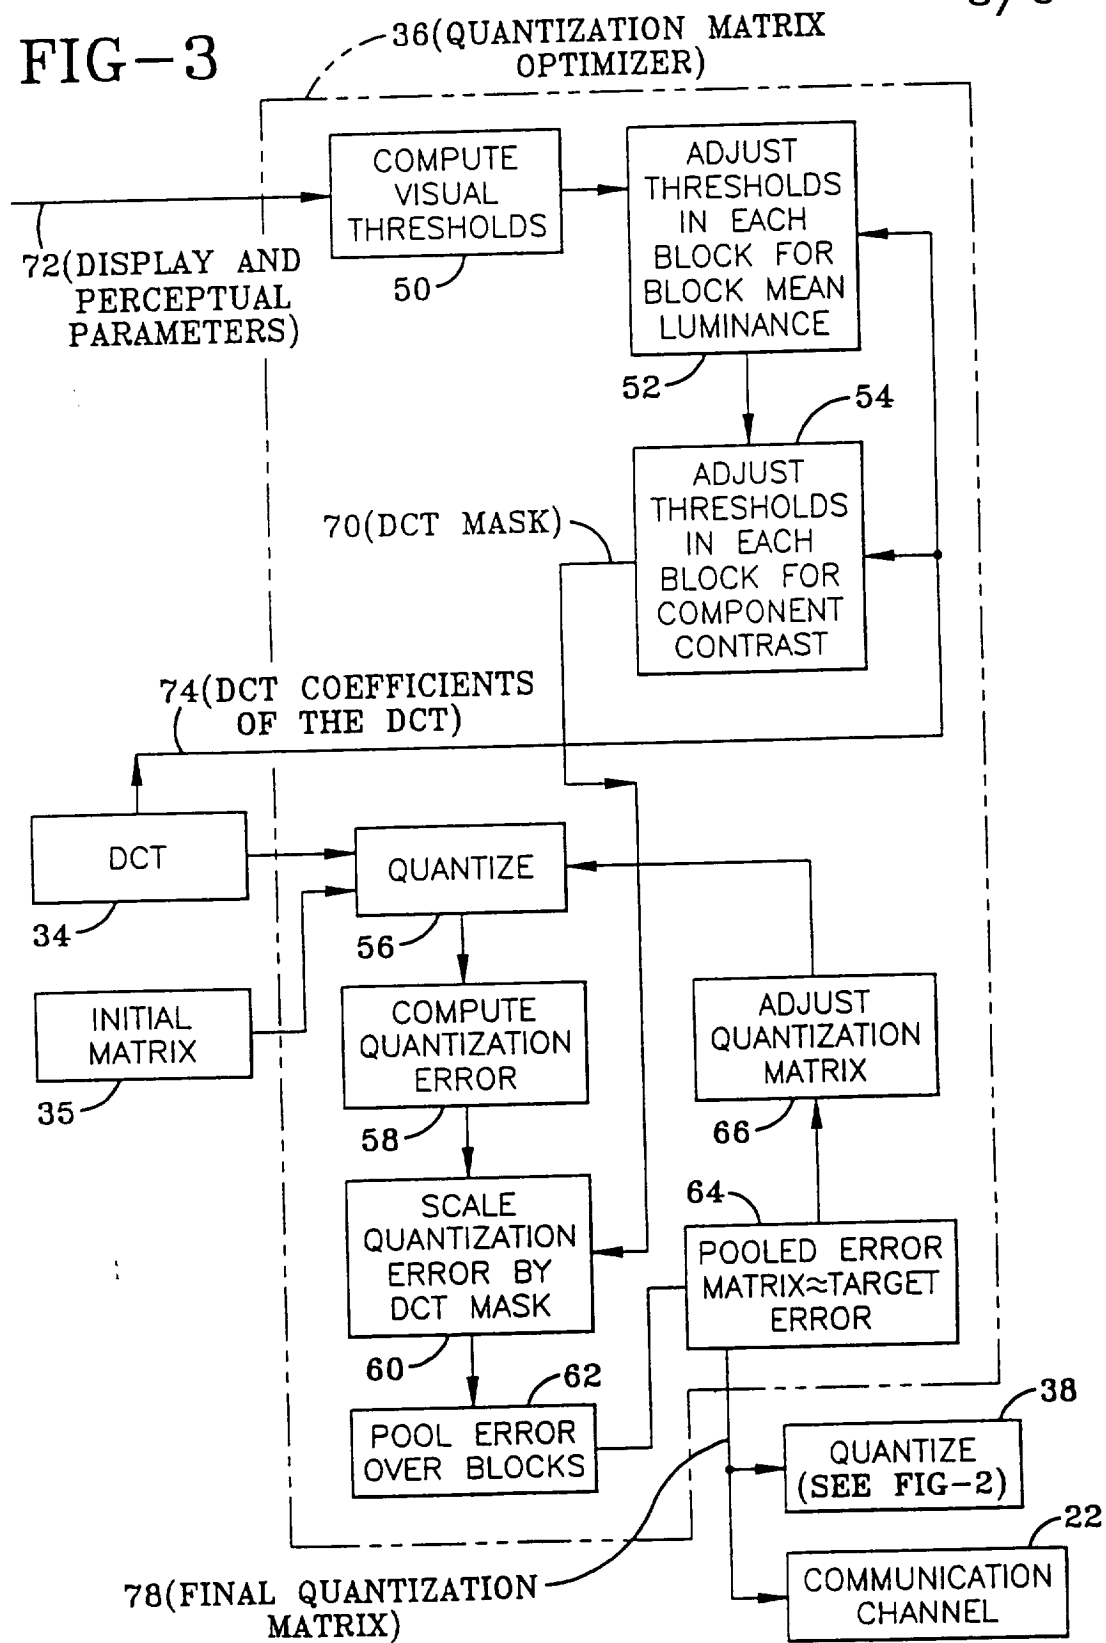 FIG-3
36(QUANTIZATION MATRIX
OPTIMIZER)
COMPUTE
VISUAL
THRESHOLDS
50
ADJUST
THRESHOLDS
IN EACH
BLOCK FOR
BLOCK MEAN
LUMINANCE
52
72(DISPLAY AND
PERCEPTUAL
PARAMETERS)
54
ADJUST
THRESHOLDS
IN EACH
BLOCK FOR
COMPONENT
CONTRAST
70(DCT MASK)
74(DCT COEFFICIENTS
OF THE DCT)
DCT
34
QUANTIZE
56
INITIAL
MATRIX
35
COMPUTE
QUANTIZATION
ERROR
58
ADJUST
QUANTIZATION
MATRIX
66
SCALE
QUANTIZATION
ERROR BY
DCT MASK
60
64
POOLED ERROR
MATRIX≈TARGET
ERROR
62
POOL ERROR
OVER BLOCKS
38
QUANTIZE
(SEE FIG-2)
22
COMMUNICATION
CHANNEL
78(FINAL QUANTIZATION
MATRIX)